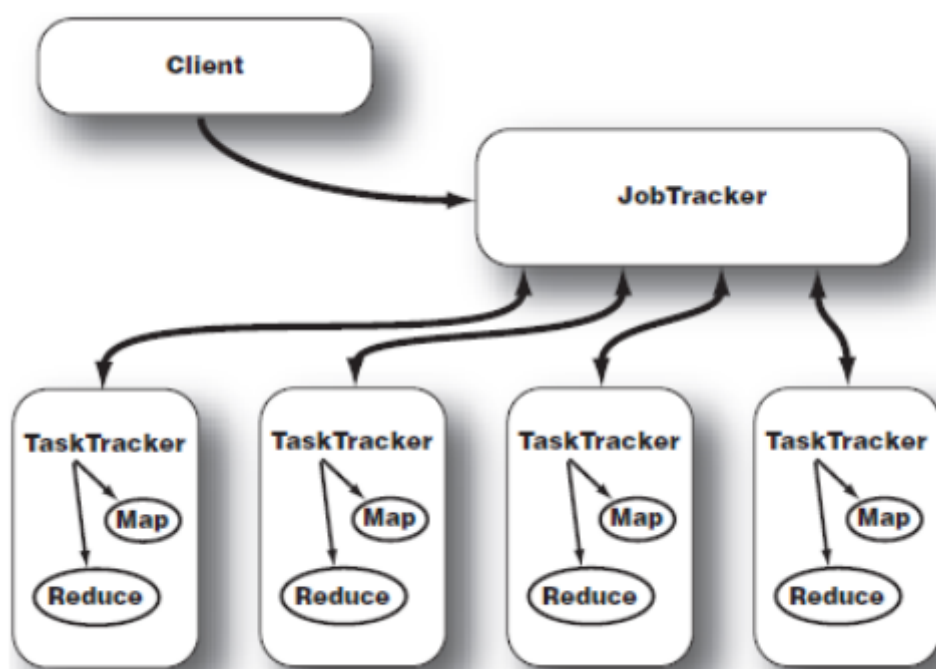 Client
JobTracker
TaskTracker
Map
Reduce
TaskTracker
Map
Reduce
TaskTracker
Map
Reduce
TaskTracker
Map
Reduce